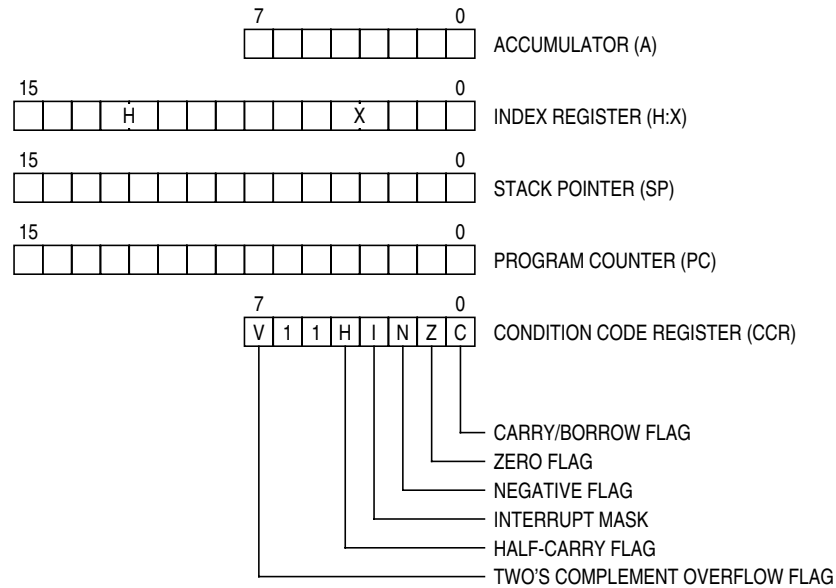 7 0
ACCUMULATOR (A)
15 0
H X INDEX REGISTER (H:X)
15 0
STACK POINTER (SP)
15 0
PROGRAM COUNTER (PC)
7 0
V 1 1 H I N Z C CONDITION CODE REGISTER (CCR)
CARRY/BORROW FLAG
ZERO FLAG
NEGATIVE FLAG
INTERRUPT MASK
HALF-CARRY FLAG
TWO'S COMPLEMENT OVERFLOW FLAG